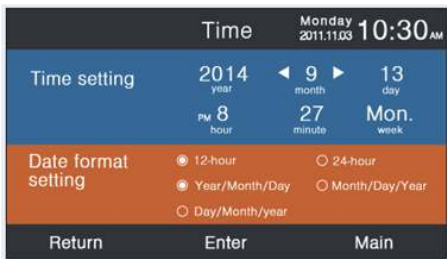 Time
Monday
2011.11.03 10:30 AM
Time setting
2014 9 13
year month day
PM 8 27 Mon.
hour minute week
Date format
setting
12-hour 24-hour
Year/Month/Day Month/Day/Year
Day/Month/year
Return Enter Main